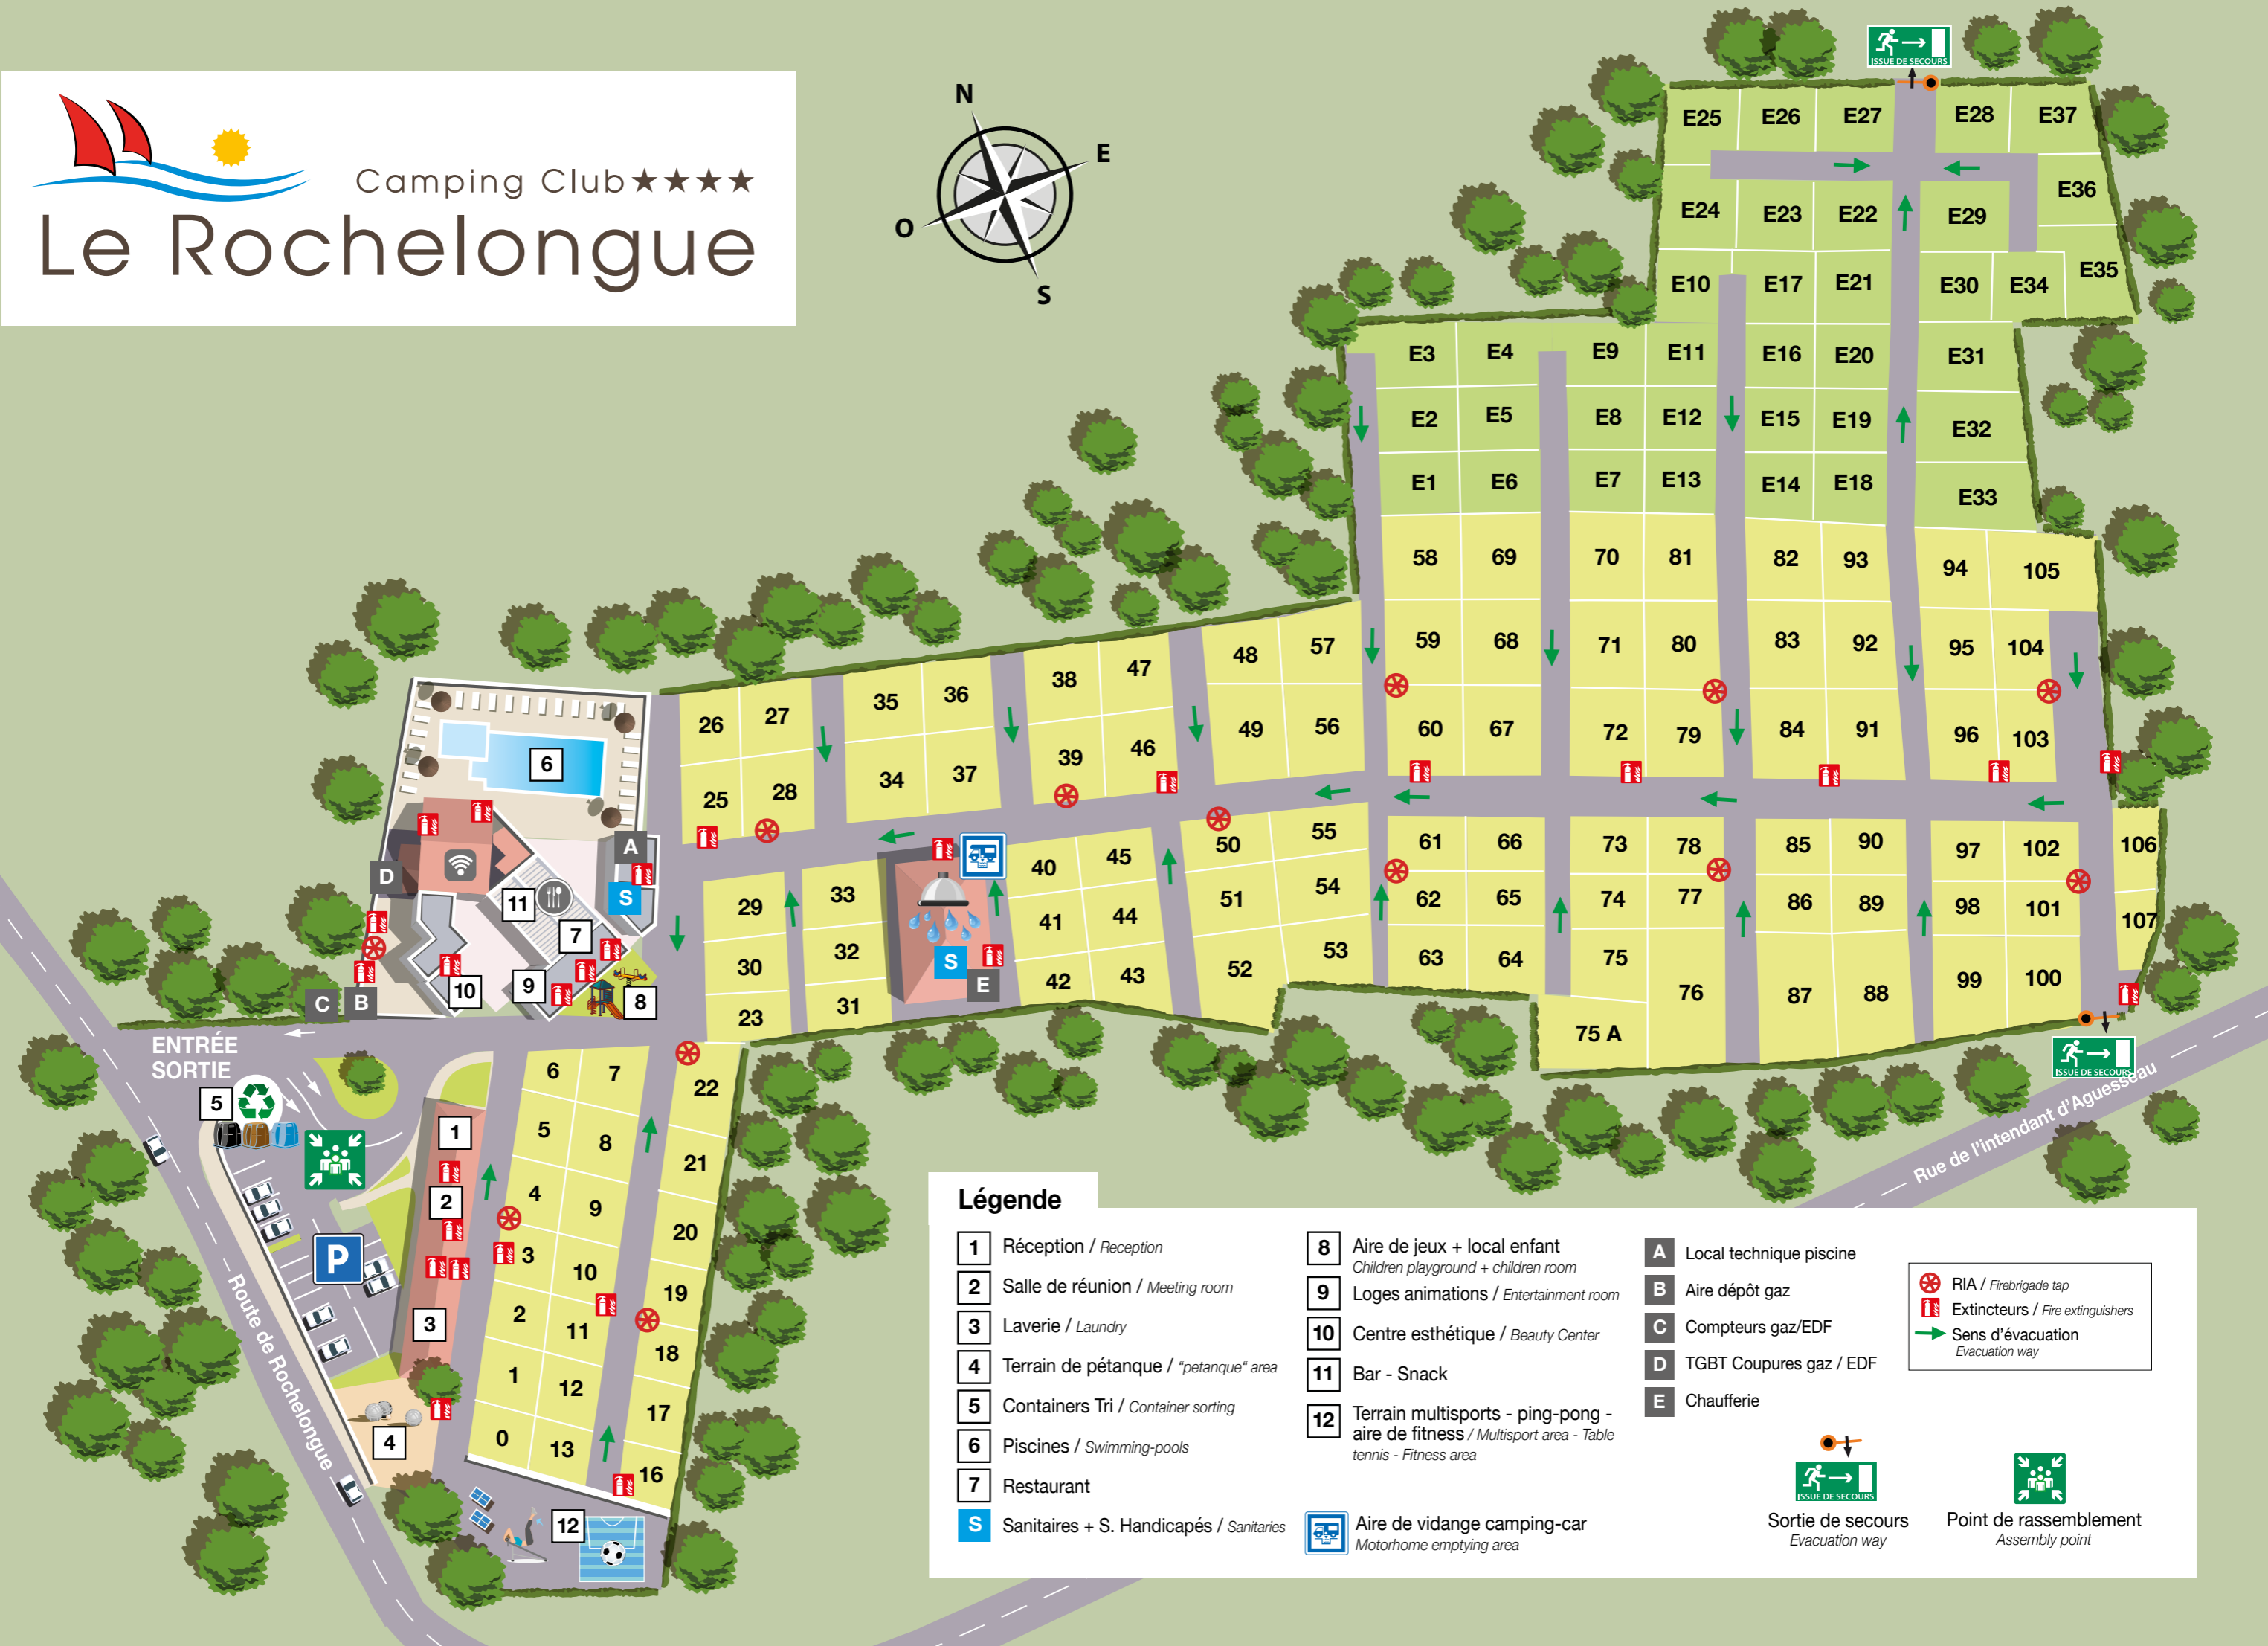 Camping Club
Le Rochelongue
N
E
O
S
ISSUE DE SECOURS
E25 E26 E27 E28 E37
E36
E24 E23 E22 E29
E10 E17 E21 E30 E34 E35
E3 E4 E9 E11 E16 E20 E31
E2 E5 E8 E12 E15 E19 E32
E1 E6 E7 E13 E14 E18 E33
58 69 70 81 82 93 94 105
59 68 71 80 83 92 95 104
60 67 72 79 84 91 96 103
26 27 35 36 38 47 48 57
25 28 34 37 39 46 49 56
61 66 73 78 85 90 97 102 106
62 65 74 77 86 89 98 101 107
63 64 75 76 87 88 99 100
75 A
29 33 40 45 50 55
30 32 41 44 51 54
23 31 42 43 52 53
S
E
6
A
D
S
11
7
10
9
8
C
B
ENTRÉE
SORTIE
5
1
2
3
P
4
6 7 22
5 8 21
4 9 20
3 10 19
2 11 18
1 12 17
0 13 16
12
ISSUE DE SECOURS
Rue de l'intendant d'Aguesseau
Route de Rochelongue
Légende
1 Réception / Reception
2 Salle de réunion / Meeting room
3 Laverie / Laundry
4 Terrain de pétanque / "petanque" area
5 Containers Tri / Container sorting
6 Piscines / Swimming-pools
7 Restaurant
S Sanitaires + S. Handicapés / Sanitaries
8 Aire de jeux + local enfant
Children playground + children room
9 Loges animations / Entertainment room
10 Centre esthétique / Beauty Center
11 Bar - Snack
12 Terrain multisports - ping-pong -
aire de fitness / Multisport area - Table
tennis - Fitness area
Aire de vidange camping-car
Motorhome emptying area
A Local technique piscine
B Aire dépôt gaz
C Compteurs gaz/EDF
D TGBT Coupures gaz / EDF
E Chaufferie
RIA / Firebrigade tap
Extincteurs / Fire extinguishers
Sens d'évacuation
Evacuation way
ISSUE DE SECOURS
Sortie de secours
Evacuation way
Point de rassemblement
Assembly point